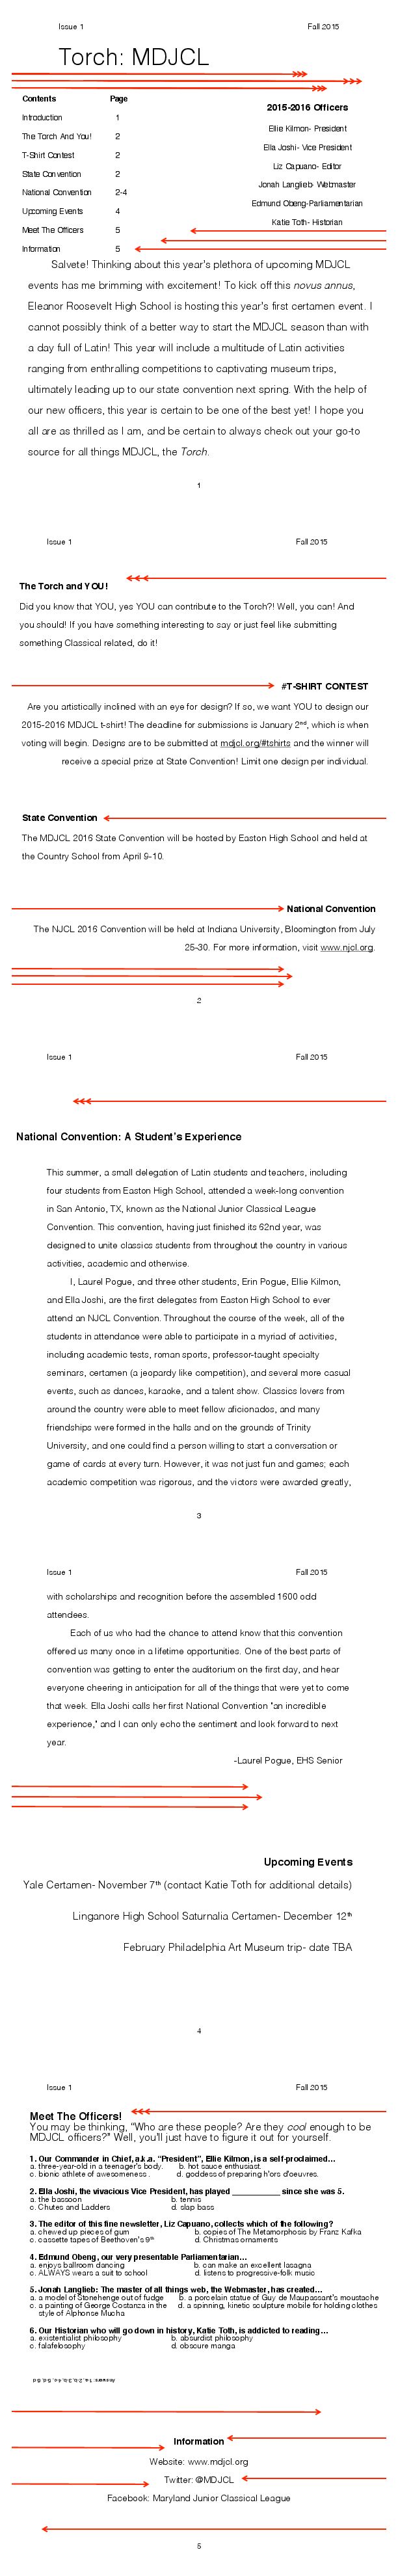 Issue 1 Fall 2015
Torch: MDJCL
Contents Page
Introduction 1
The Torch And You! 2
T-Shirt Contest 2
State Convention 2
National Convention 2-4
Upcoming Events 4
Meet The Officers 5
Information 5
2015-2016 Officers
Ellie Kilmon- President
Ella Joshi- Vice President
Liz Capuano- Editor
Jonah Langlieb- Webmaster
Edmund Obeng-Parliamentarian
Katie Toth- Historian
Salvete! Thinking about this year's plethora of upcoming MDJCL
events has me brimming with excitement! To kick off this novus annus,
Eleanor Roosevelt High School is hosting this year's first certamen event. I
cannot possibly think of a better way to start the MDJCL season than with
a day full of Latin! This year will include a multitude of Latin activities
ranging from enthralling competitions to captivating museum trips,
ultimately leading up to our state convention next spring. With the help of
our new officers, this year is certain to be one of the best yet! I hope you
all are as thrilled as I am, and be certain to always check out your go-to
source for all things MDJCL, the Torch.
1
Issue 1 Fall 2015
The Torch and YOU!
Did you know that YOU, yes YOU can contribute to the Torch?! Well, you can! And
you should! If you have something interesting to say or just feel like submitting
something Classical related, do it!
#T-SHIRT CONTEST
Are you artistically inclined with an eye for design? If so, we want YOU to design our
2015-2016 MDJCL t-shirt! The deadline for submissions is January 2nd, which is when
voting will begin. Designs are to be submitted at mdjcl.org/#tshirts and the winner will
receive a special prize at State Convention! Limit one design per individual.
State Convention
The MDJCL 2016 State Convention will be hosted by Easton High School and held at
the Country School from April 9-10.
National Convention
The NJCL 2016 Convention will be held at Indiana University, Bloomington from July
25-30. For more information, visit www.njcl.org.
2
Issue 1 Fall 2015
National Convention: A Student's Experience
This summer, a small delegation of Latin students and teachers, including
four students from Easton High School, attended a week-long convention
in San Antonio, TX, known as the National Junior Classical League
Convention. This convention, having just finished its 62nd year, was
designed to unite classics students from throughout the country in various
activities, academic and otherwise.
I, Laurel Pogue, and three other students, Erin Pogue, Ellie Kilmon,
and Ella Joshi, are the first delegates from Easton High School to ever
attend an NJCL Convention. Throughout the course of the week, all of the
students in attendance were able to participate in a myriad of activities,
including academic tests, roman sports, professor-taught specialty
seminars, certamen (a jeopardy like competition), and several more casual
events, such as dances, karaoke, and a talent show. Classics lovers from
around the country were able to meet fellow aficionados, and many
friendships were formed in the halls and on the grounds of Trinity
University, and one could find a person willing to start a conversation or
game of cards at every turn. However, it was not just fun and games; each
academic competition was rigorous, and the victors were awarded greatly,
3
Issue 1 Fall 2015
with scholarships and recognition before the assembled 1600 odd
attendees.
Each of us who had the chance to attend know that this convention
offered us many once in a lifetime opportunities. One of the best parts of
convention was getting to enter the auditorium on the first day, and hear
everyone cheering in anticipation for all of the things that were yet to come
that week. Ella Joshi calls her first National Convention "an incredible
experience," and I can only echo the sentiment and look forward to next
year.
-Laurel Pogue, EHS Senior
Upcoming Events
Yale Certamen- November 7th (contact Katie Toth for additional details)
Linganore High School Saturnalia Certamen- December 12th
February Philadelphia Art Museum trip- date TBA
4
Issue 1 Fall 2015
Meet The Officers!
You may be thinking, "Who are these people? Are they cool enough to be
MDJCL officers?" Well, you'll just have to figure it out for yourself.
1. Our Commander in Chief, a.k.a. "President", Ellie Kilmon, is a self-proclaimed...
a. three-year-old in a teenager's body. b. hot sauce enthusiast.
c. bionic athlete of awesomeness . d. goddess of preparing h'ors d'oeuvres.
2. Ella Joshi, the vivacious Vice President, has played ____________ since she was 5.
a. the bassoon b. tennis
c. Chutes and Ladders d. slap bass
3. The editor of this fine newsletter, Liz Capuano, collects which of the following?
a. chewed up pieces of gum b. copies of The Metamorphosis by Franz Kafka
c. cassette tapes of Beethoven's 9th d. Christmas ornaments
4. Edmund Obeng, our very presentable Parliamentarian...
a. enjoys ballroom dancing b. can make an excellent lasagna
c. ALWAYS wears a suit to school d. listens to progressive-folk music
5. Jonah Langlieb: The master of all things web, the Webmaster, has created...
a. a model of Stonehenge out of fudge b. a porcelain statue of Guy de Maupassant's moustache
c. a painting of George Costanza in the d. a spinning, kinetic sculpture mobile for holding clothes
style of Alphonse Mucha
6. Our Historian who will go down in history, Katie Toth, is addicted to reading...
a. existentialist philosophy b. absurdist philosophy
c. falafelosophy d. obscure manga
Information
Website: www.mdjcl.org
Twitter: @MDJCL
Facebook: Maryland Junior Classical League
5